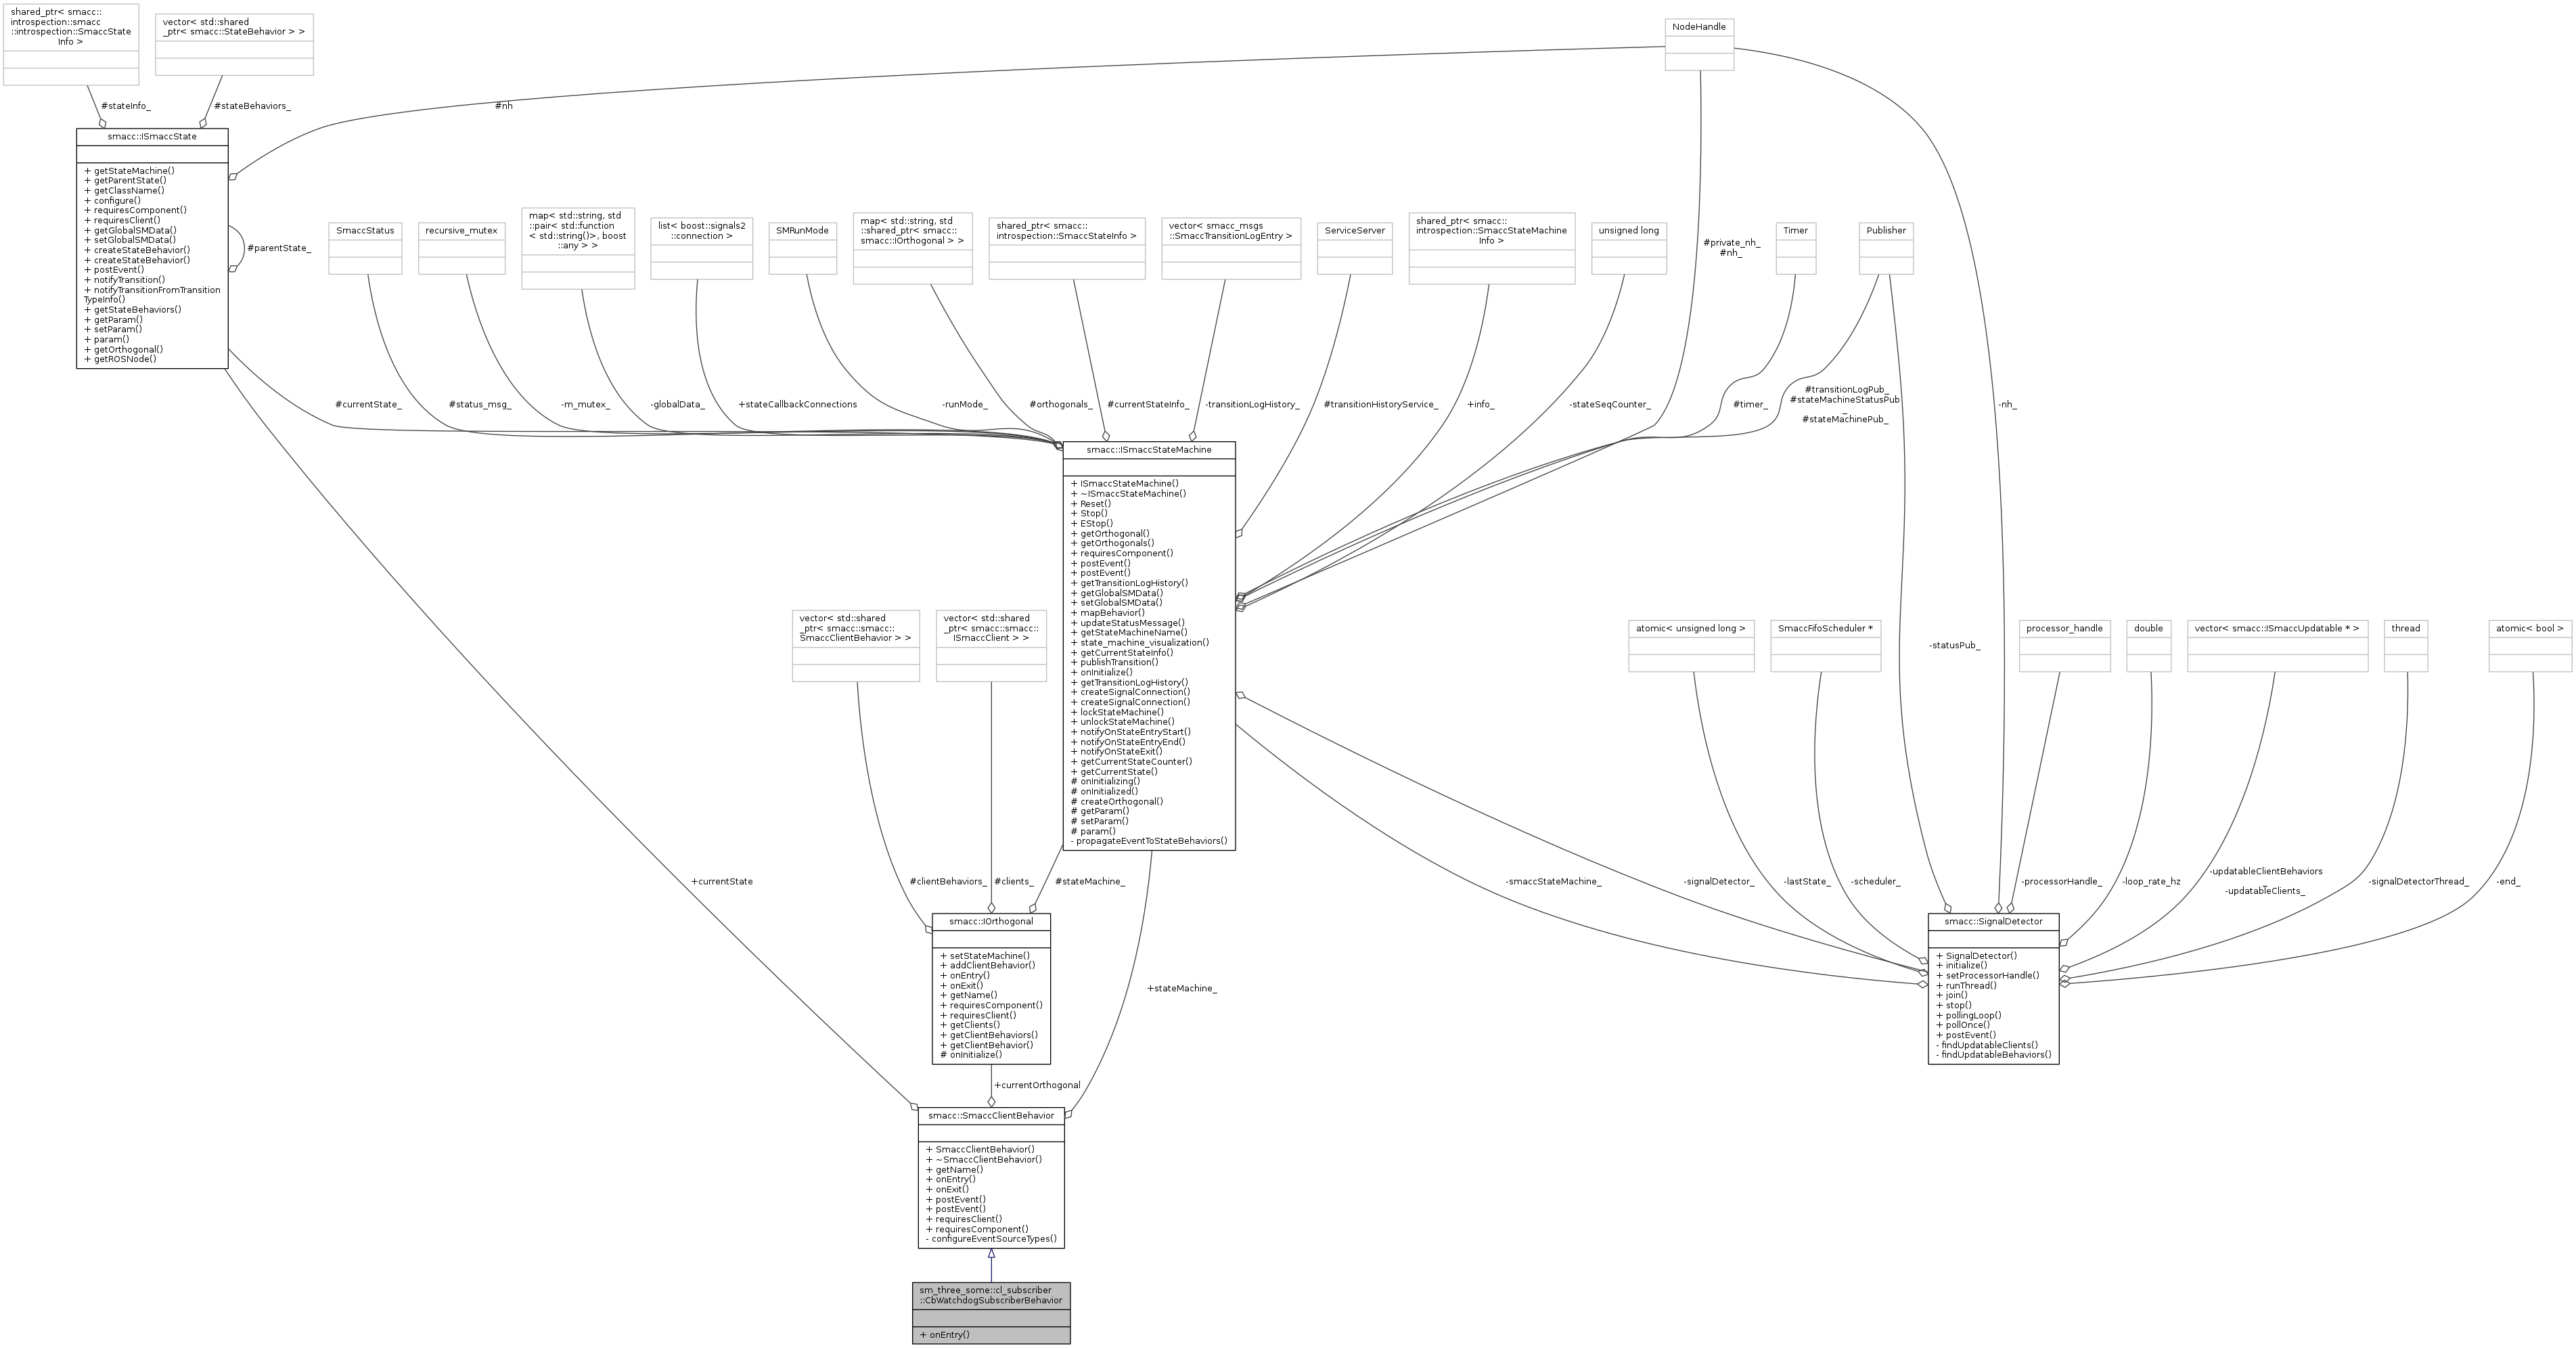 shared_ptr< smacc::
introspection::smacc
::introspection::SmaccState
Info >
vector< std::shared
_ptr< smacc::StateBehavior > >
NodeHandle
#stateInfo_
#stateBehaviors_
#nh
smacc::ISmaccState
+ getStateMachine()
+ getParentState()
+ getClassName()
+ configure()
+ requiresComponent()
+ requiresClient()
+ getGlobalSMData()
+ setGlobalSMData()
+ createStateBehavior()
+ createStateBehavior()
+ postEvent()
+ notifyTransition()
+ notifyTransitionFromTransition
TypeInfo()
+ getStateBehaviors()
+ getParam()
+ setParam()
+ param()
+ getOrthogonal()
+ getROSNode()
#parentState_
SmaccStatus
recursive_mutex
map< std::string, std
::pair< std::function
< std::string()>, boost
::any > >
list< boost::signals2
::connection >
SMRunMode
map< std::string, std
::shared_ptr< smacc::
smacc::IOrthogonal > >
shared_ptr< smacc::
introspection::SmaccStateInfo >
vector< smacc_msgs
::SmaccTransitionLogEntry >
ServiceServer
shared_ptr< smacc::
introspection::SmaccStateMachine
Info >
unsigned long
#private_nh_
#nh_
Timer
Publisher
#currentState_
#status_msg_
-m_mutex_
-globalData_
+stateCallbackConnections
-runMode_
#orthogonals_
#currentStateInfo_
-transitionLogHistory_
#transitionHistoryService_
+info_
-stateSeqCounter_
#timer_
#transitionLogPub_
#stateMachineStatusPub
_
#stateMachinePub_
-nh_
smacc::ISmaccStateMachine
+ ISmaccStateMachine()
+ ~ISmaccStateMachine()
+ Reset()
+ Stop()
+ EStop()
+ getOrthogonal()
+ getOrthogonals()
+ requiresComponent()
+ postEvent()
+ postEvent()
+ getTransitionLogHistory()
+ getGlobalSMData()
+ setGlobalSMData()
+ mapBehavior()
+ updateStatusMessage()
+ getStateMachineName()
+ state_machine_visualization()
+ getCurrentStateInfo()
+ publishTransition()
+ onInitialize()
+ getTransitionLogHistory()
+ createSignalConnection()
+ createSignalConnection()
+ lockStateMachine()
+ unlockStateMachine()
+ notifyOnStateEntryStart()
+ notifyOnStateEntryEnd()
+ notifyOnStateExit()
+ getCurrentStateCounter()
+ getCurrentState()
# onInitializing()
# onInitialized()
# createOrthogonal()
# getParam()
# setParam()
# param()
- propagateEventToStateBehaviors()
vector< std::shared
_ptr< smacc::smacc::
SmaccClientBehavior > >
vector< std::shared
_ptr< smacc::smacc::
ISmaccClient > >
-statusPub_
atomic< unsigned long >
SmaccFifoScheduler *
processor_handle
double
vector< smacc::ISmaccUpdatable * >
thread
atomic< bool >
+currentState
#clientBehaviors_
#clients_
#stateMachine_
-smaccStateMachine_
-signalDetector_
-lastState_
-scheduler_
-processorHandle_
-loop_rate_hz
-updatableClientBehaviors
_
-updatableClients_
-signalDetectorThread_
-end_
smacc::IOrthogonal
+ setStateMachine()
+ addClientBehavior()
+ onEntry()
+ onExit()
+ getName()
+ requiresComponent()
+ requiresClient()
+ getClients()
+ getClientBehaviors()
+ getClientBehavior()
# onInitialize()
+stateMachine_
smacc::SignalDetector
+ SignalDetector()
+ initialize()
+ setProcessorHandle()
+ runThread()
+ join()
+ stop()
+ pollingLoop()
+ pollOnce()
+ postEvent()
- findUpdatableClients()
- findUpdatableBehaviors()
+currentOrthogonal
smacc::SmaccClientBehavior
+ SmaccClientBehavior()
+ ~SmaccClientBehavior()
+ getName()
+ onEntry()
+ onExit()
+ postEvent()
+ postEvent()
+ requiresClient()
+ requiresComponent()
- configureEventSourceTypes()
sm_three_some::cl_subscriber
::CbWatchdogSubscriberBehavior
+ onEntry()